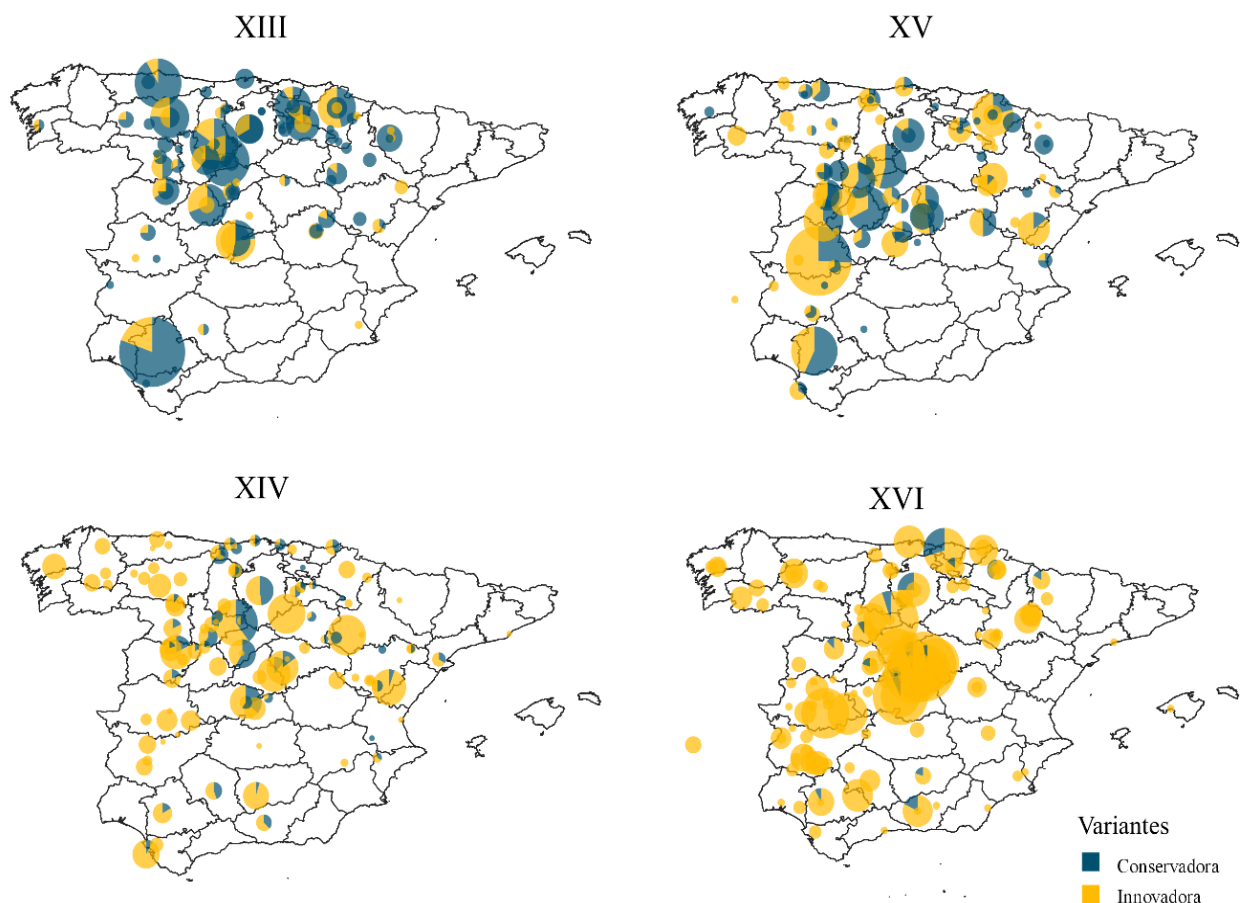 XIII
XV
XIV
XVI
Variantes
Conservadora
Innovadora